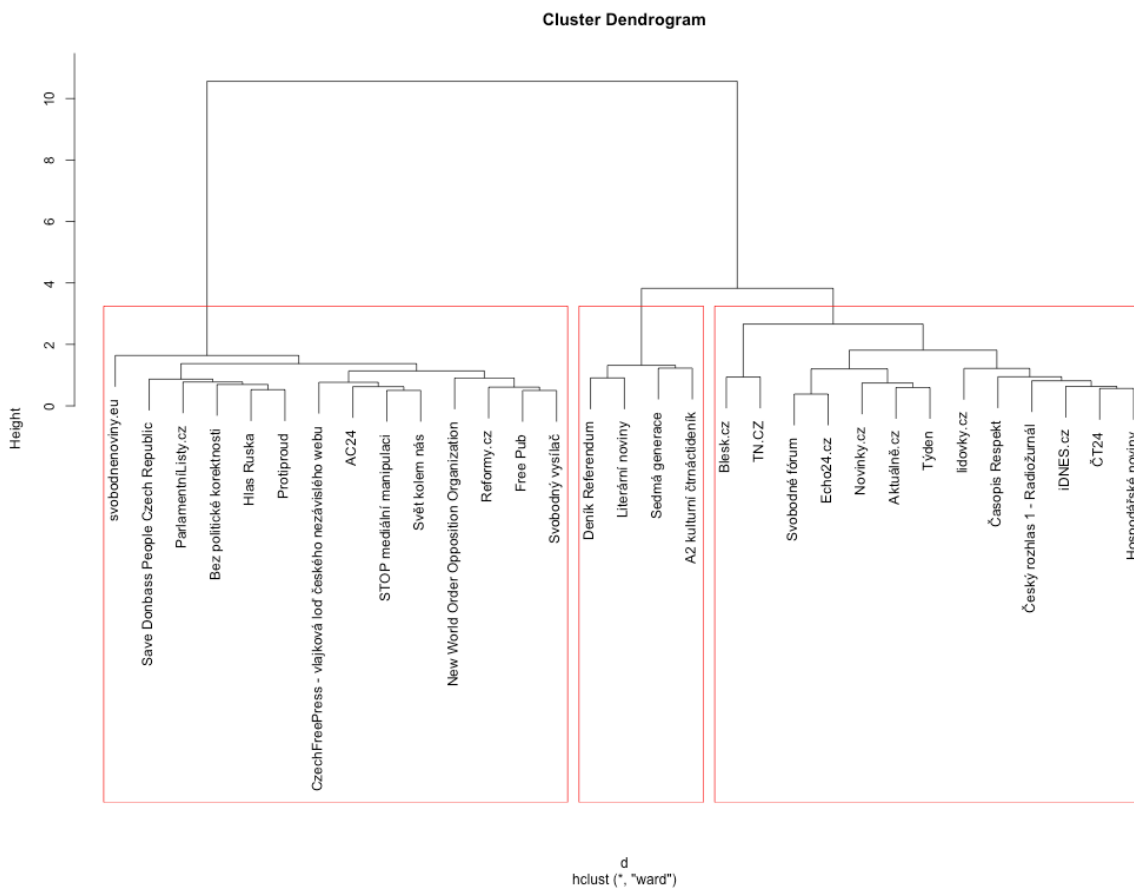 Cluster Dendrogram
Height
0
2
4
6
8
10
svobodnenoviny.eu
Save Donbass People Czech Republic
ParlamentníListy.cz
Bez politické korektnosti
Hlas Ruska
Protiproud
CzechFreePress - vlajková loď českého nezávislého webu
AC24
STOP mediální manipulaci
Svět kolem nás
New World Order Opposition Organization
Reformy.cz
Free Pub
Svobodný vysílač
Deník Referendum
Literární noviny
Sedmá generace
A2 kulturní čtrnáctideník
Blesk.cz
TN.CZ
Svobodné fórum
Echo24.cz
Novinky.cz
Aktuálně.cz
Týden
lidovky.cz
Časopis Respekt
Český rozhlas 1 - Radiožurnál
iDNES.cz
ČT24
Hospodářské noviny
d
hclust (*, "ward")